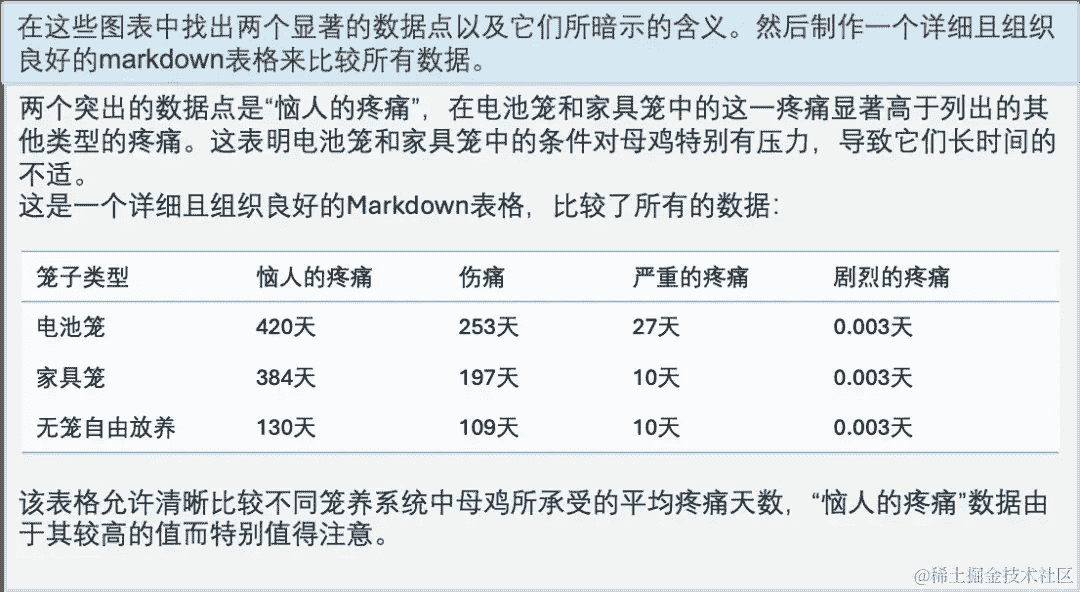 在这些图表中找出两个显著的数据点以及它们所暗示的含义。然后制作一个详细且组织
良好的markdown表格来比较所有数据。
两个突出的数据点是“恼人的疼痛”，在电池笼和家具笼中的这一疼痛显著高于列出的其
他类型的疼痛。这表明电池笼和家具笼中的条件对母鸡特别有压力，导致它们长时间的
不适。
这是一个详细且组织良好的Markdown表格，比较了所有的数据：
笼子类型 恼人的疼痛 伤痛 严重的疼痛 剧烈的疼痛
电池笼 420天 253天 27天 0.003天
家具笼 384天 197天 10天 0.003天
无笼自由放养 130天 109天 10天 0.003天
该表格允许清晰比较不同笼养系统中母鸡所承受的平均疼痛天数，“恼人的疼痛”数据由
于其较高的值而特别值得注意。
@稀土掘金技术社区